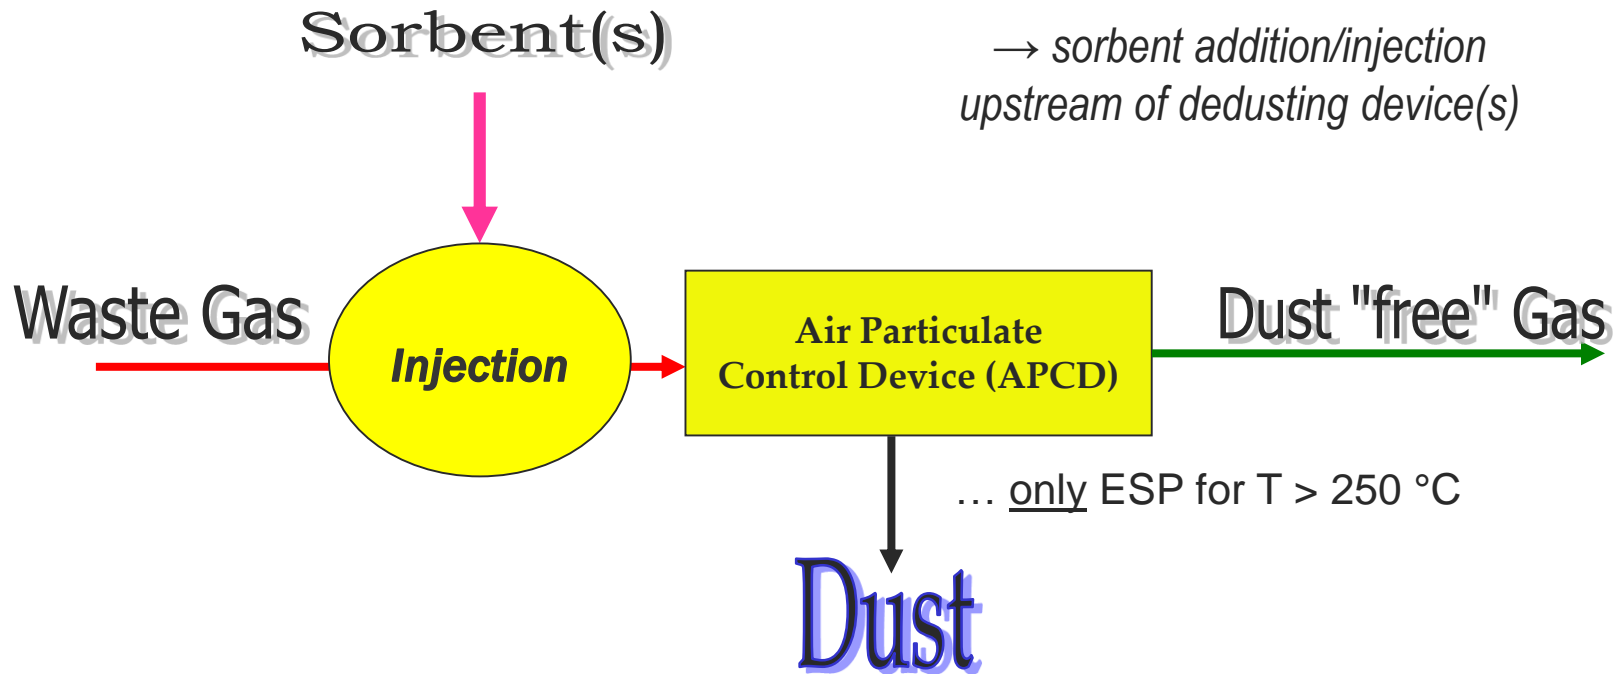 Sorbent(s)
→ sorbent addition/injection
upstream of dedusting device(s)
Waste Gas
Injection
Air Particulate
Control Device (APCD)
Dust "free" Gas
… only ESP for T > 250 °C
Dust